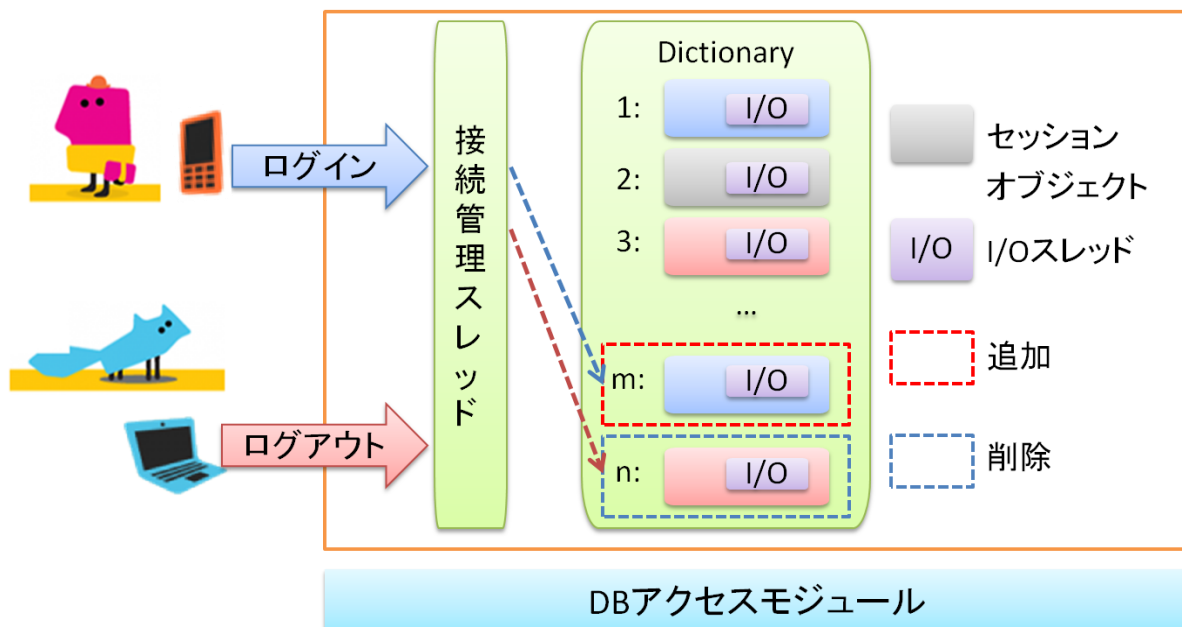 Dictionary
1:
I/O
2:
I/O
3:
I/O
...
m:
I/O
n:
I/O
ログイン
ログアウト
接続管理スレッド
セッション
オブジェクト
I/O
I/Oスレッド
追加
削除
DBアクセスモジュール